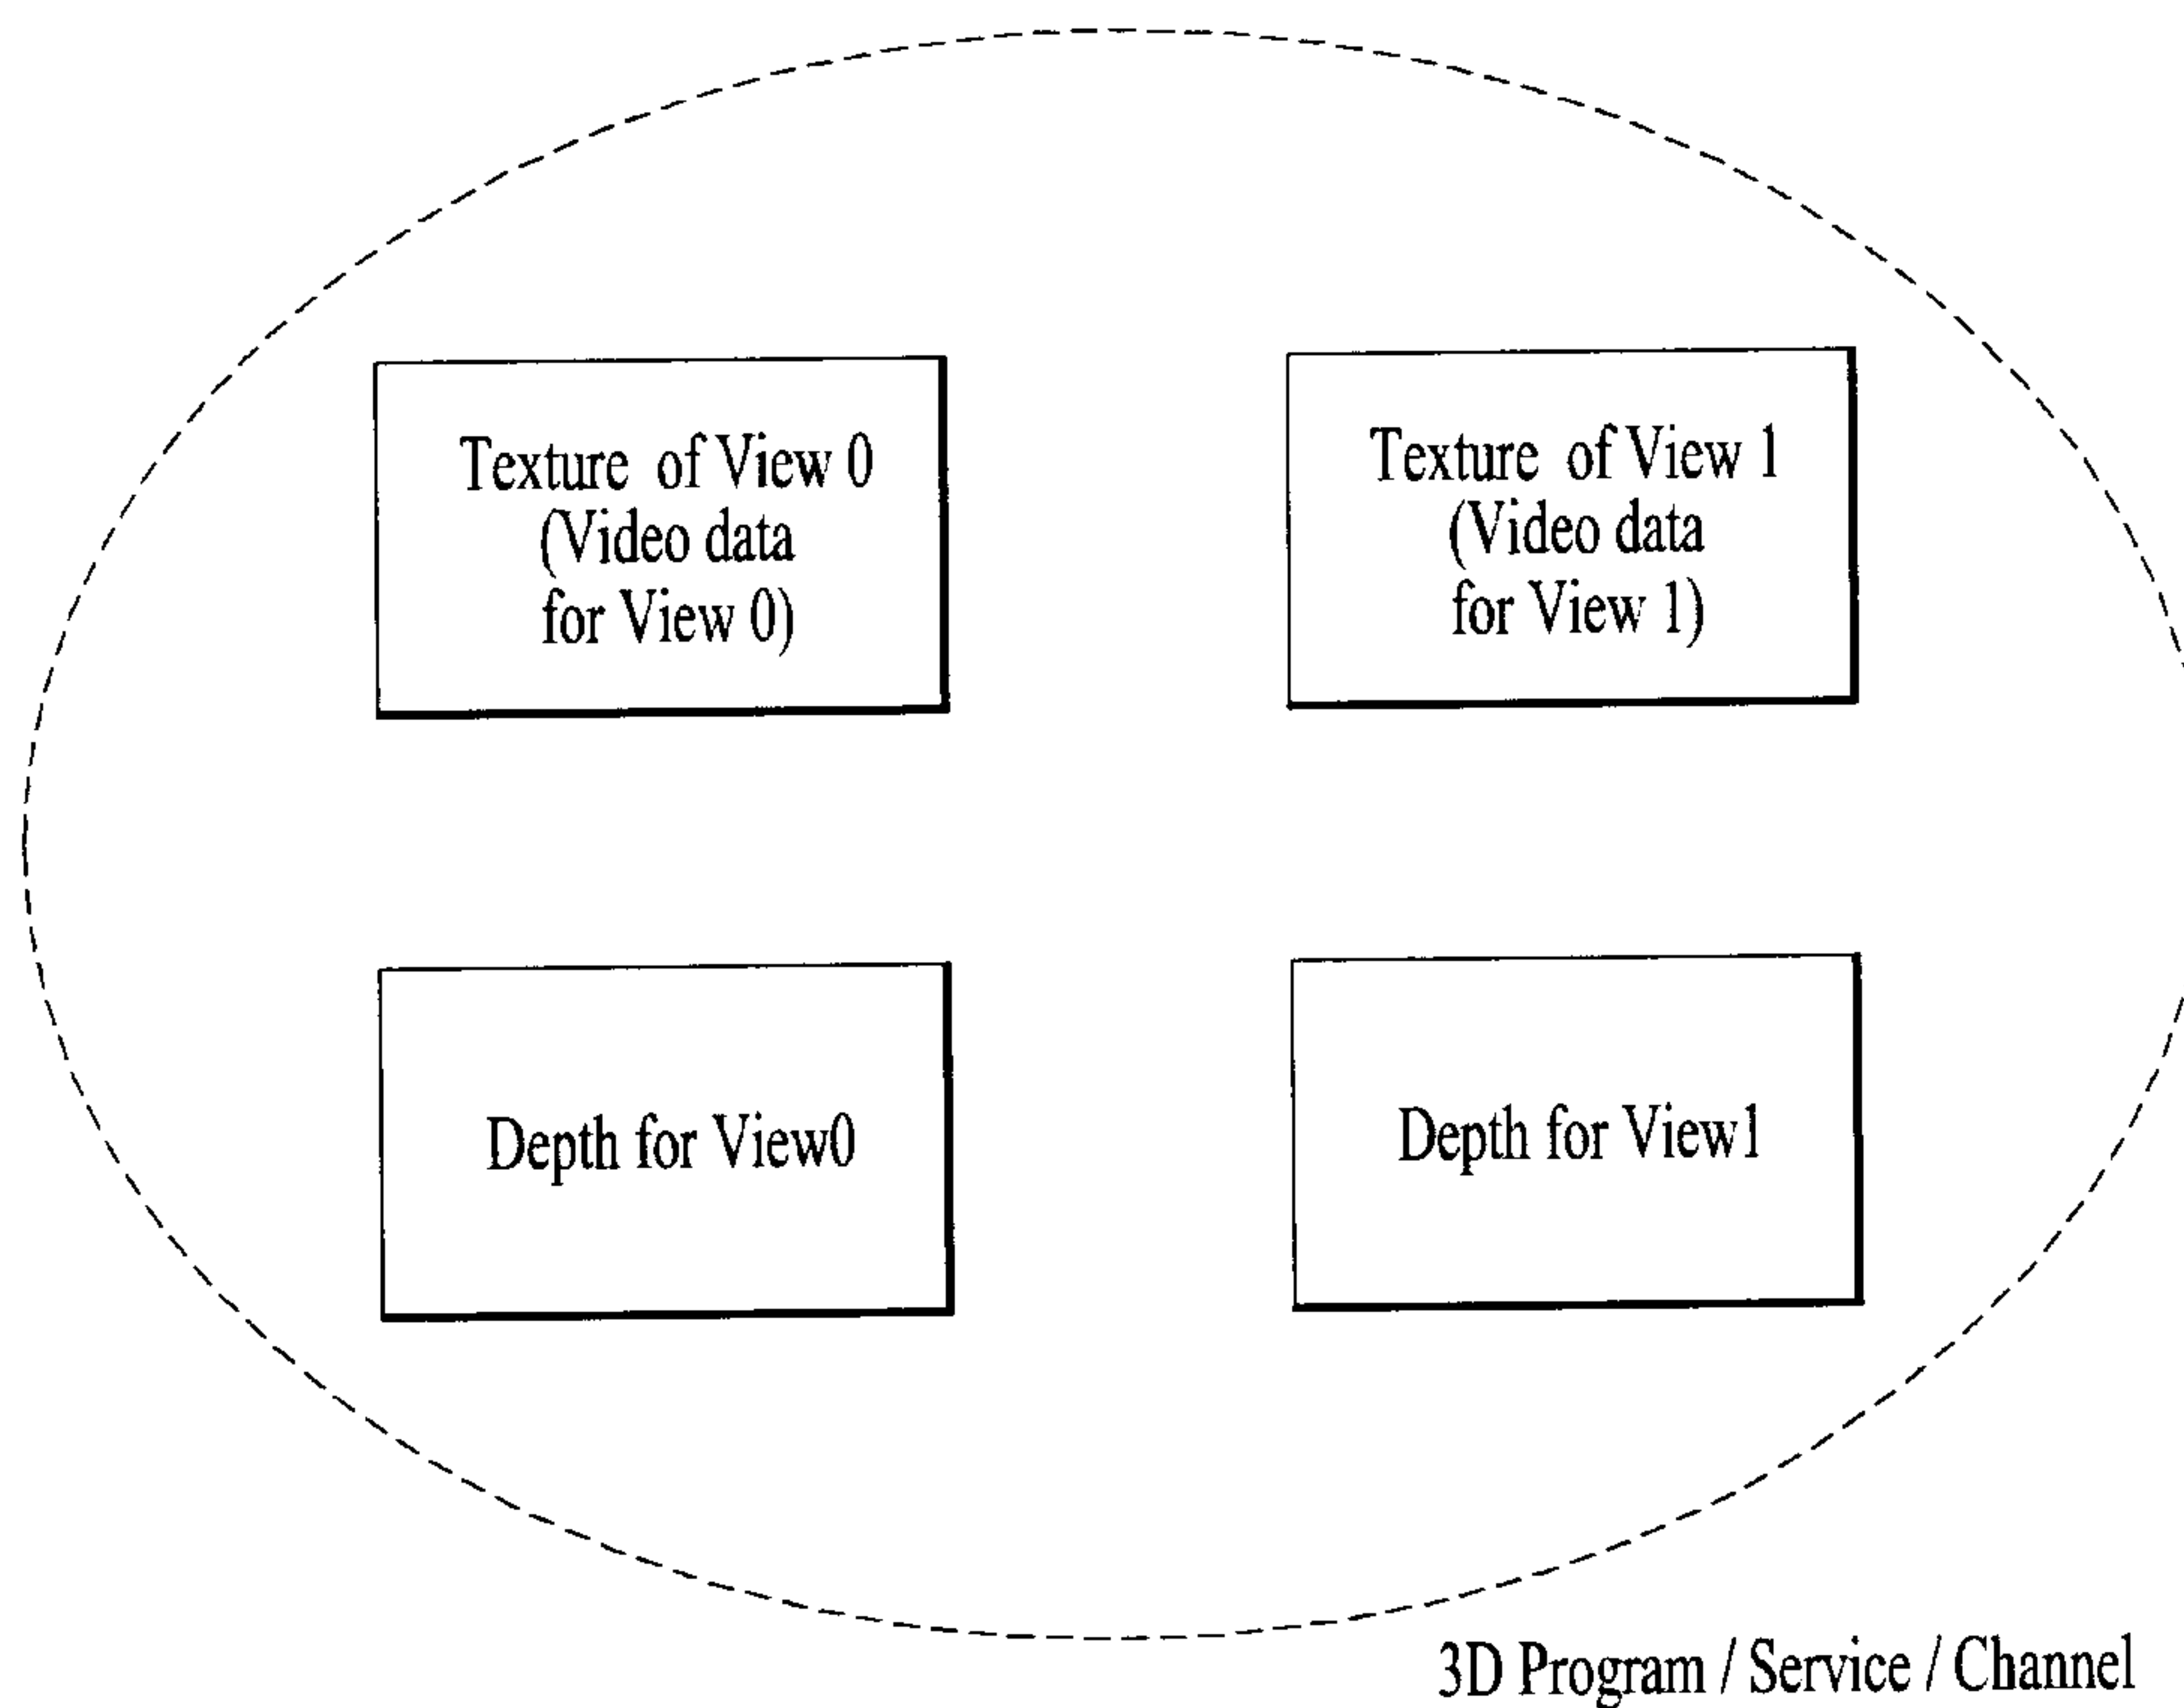 Texture of View 0
(Video data
for View 0)
Texture of View 1
(Video data
for View 1)
Depth for View0
Depth for View1
3D Program / Service / Channel